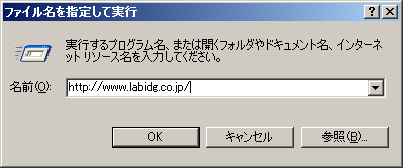 ファイル名を指定して実行
実行するプログラム名、または開くフォルダやドキュメント名、インターネ
ット リソース名を入力してください。
名前(O):
http://www.labidg.co.jp/
OK
キャンセル
参照(B)...